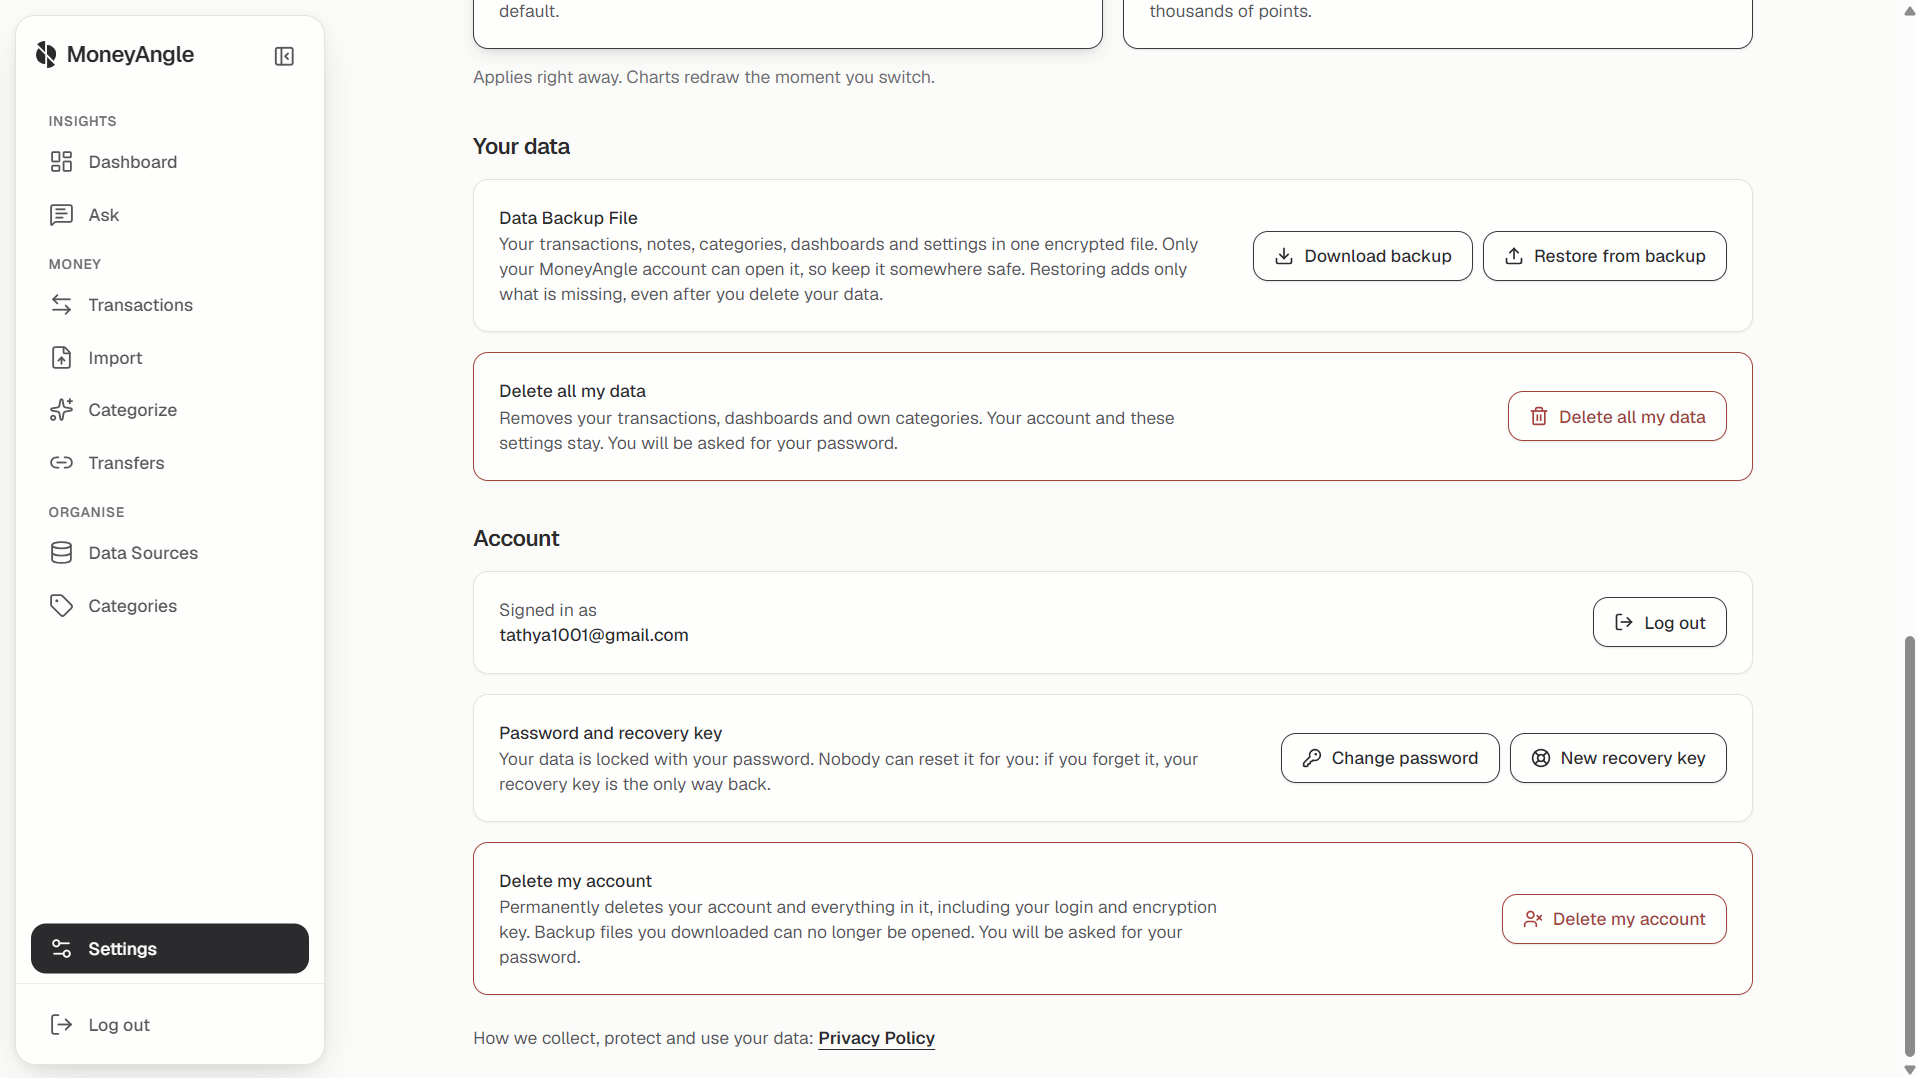 MoneyAngle
INSIGHTS
Dashboard
Ask
MONEY
Transactions
Import
Categorize
Transfers
ORGANISE
Data Sources
Categories
Settings
Log out
default.
thousands of points.
Applies right away. Charts redraw the moment you switch.
Your data
Data Backup File
Your transactions, notes, categories, dashboards and settings in one encrypted file. Only
your MoneyAngle account can open it, so keep it somewhere safe. Restoring adds only
what is missing, even after you delete your data.
Download backup
Restore from backup
Delete all my data
Removes your transactions, dashboards and own categories. Your account and these
settings stay. You will be asked for your password.
Delete all my data
Account
Signed in as
tathya1001@gmail.com
Log out
Password and recovery key
Your data is locked with your password. Nobody can reset it for you: if you forget it, your
recovery key is the only way back.
Change password
New recovery key
Delete my account
Permanently deletes your account and everything in it, including your login and encryption
key. Backup files you downloaded can no longer be opened. You will be asked for your
password.
Delete my account
How we collect, protect and use your data: Privacy Policy